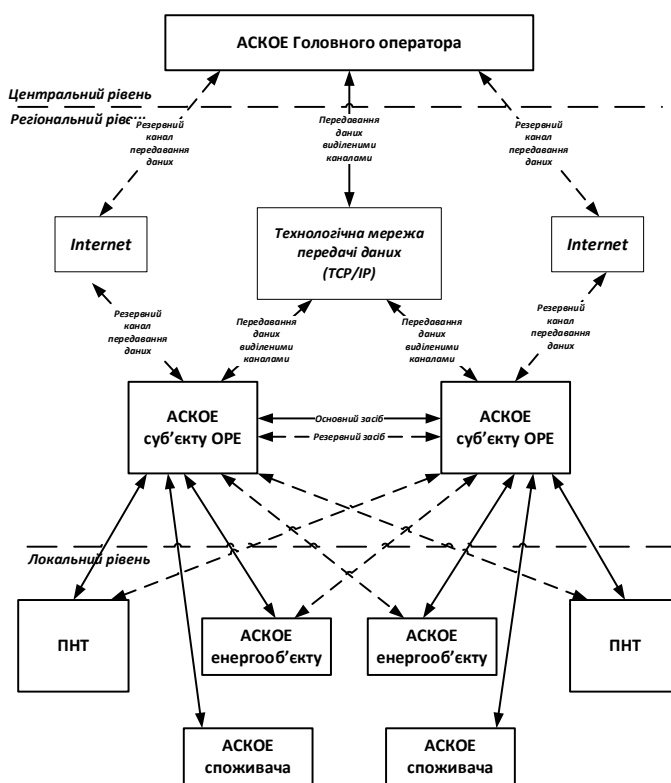 АСКОЕ Головного оператора
Центральний рівень
Регіональний рівень
Резервний
канал
передавання
даних
Передавання
даних
виділеними
каналами
Резервний
канал
передавання
даних
Internet
Технологічна мережа
передачі даних
(TCP/IP)
Internet
Резервний
канал
передавання
даних
Передавання
даних
виділеними
каналами
Передавання
даних
виділеними
каналами
Резервний
канал
передавання
даних
АСКОЕ
суб’єкту ОРЕ
Основний засіб
Резервний засіб
АСКОЕ
суб’єкту ОРЕ
Локальний рівень
ПНТ
АСКОЕ
енергооб’єкту
АСКОЕ
енергооб’єкту
ПНТ
АСКОЕ
споживача
АСКОЕ
споживача